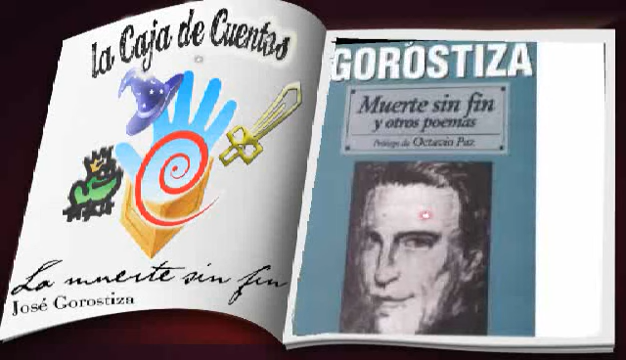 la Caja de Cuentos
La muerte sin fin
José Gorostiza
GOROSTIZA
Muerte sin fin
y otros poemas
Prólogo de Octavio Paz